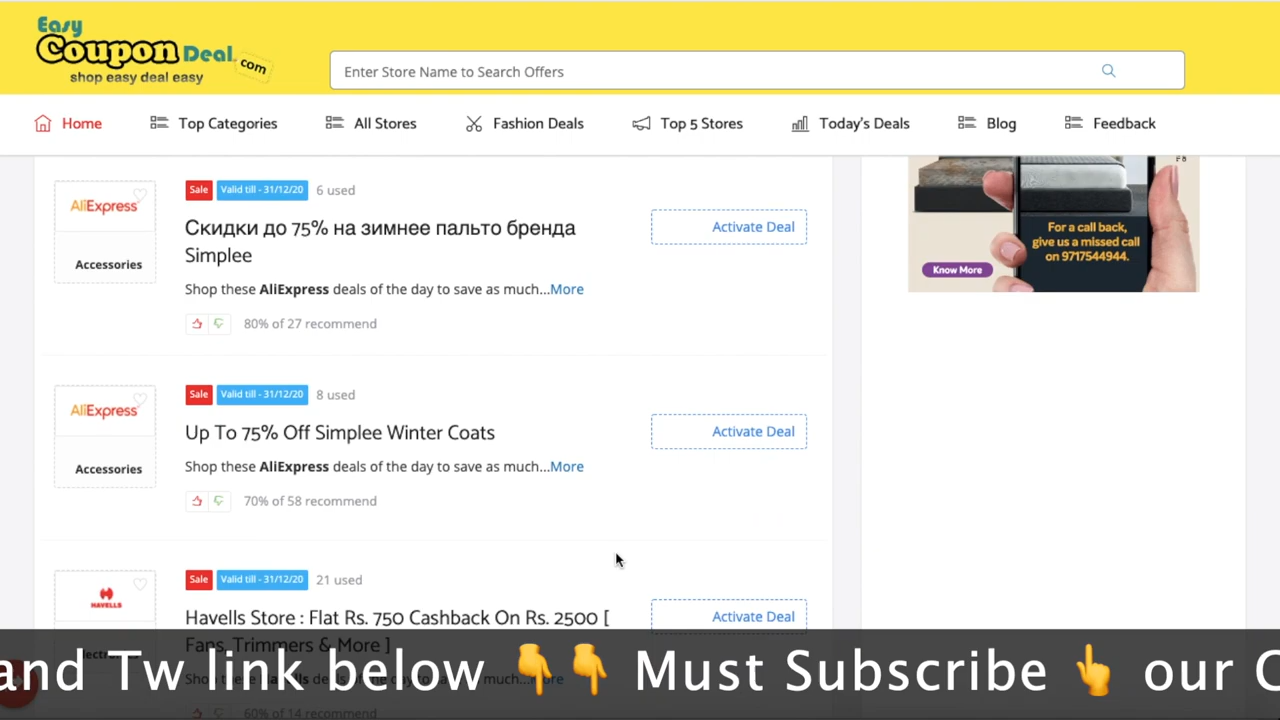 Easy
Coupon Deal.com
shop easy deal easy
Enter Store Name to Search Offers
Home
Top Categories
All Stores
Fashion Deals
Top 5 Stores
Today's Deals
Blog
Feedback
AliExpress
Accessories
Sale Valid till - 31/12/20 6 used
Скидки до 75% на зимнее пальто бренда
Simplee
Shop these AliExpress deals of the day to save as much...More
80% of 27 recommend
Activate Deal
For a call back,
give us a missed call
on 9717544944.
Know More
AliExpress
Accessories
Sale Valid till - 31/12/20 8 used
Up To 75% Off Simplee Winter Coats
Shop these AliExpress deals of the day to save as much...More
70% of 58 recommend
Activate Deal
HAVELLS
Sale Valid till - 31/12/20 21 used
Havells Store : Flat Rs. 750 Cashback On Rs. 2500 [
Fans, Trimmers & More ]
Activate Deal
and Tw link below 👇👇 Must Subscribe 👆 our C
60% of 14 recommend